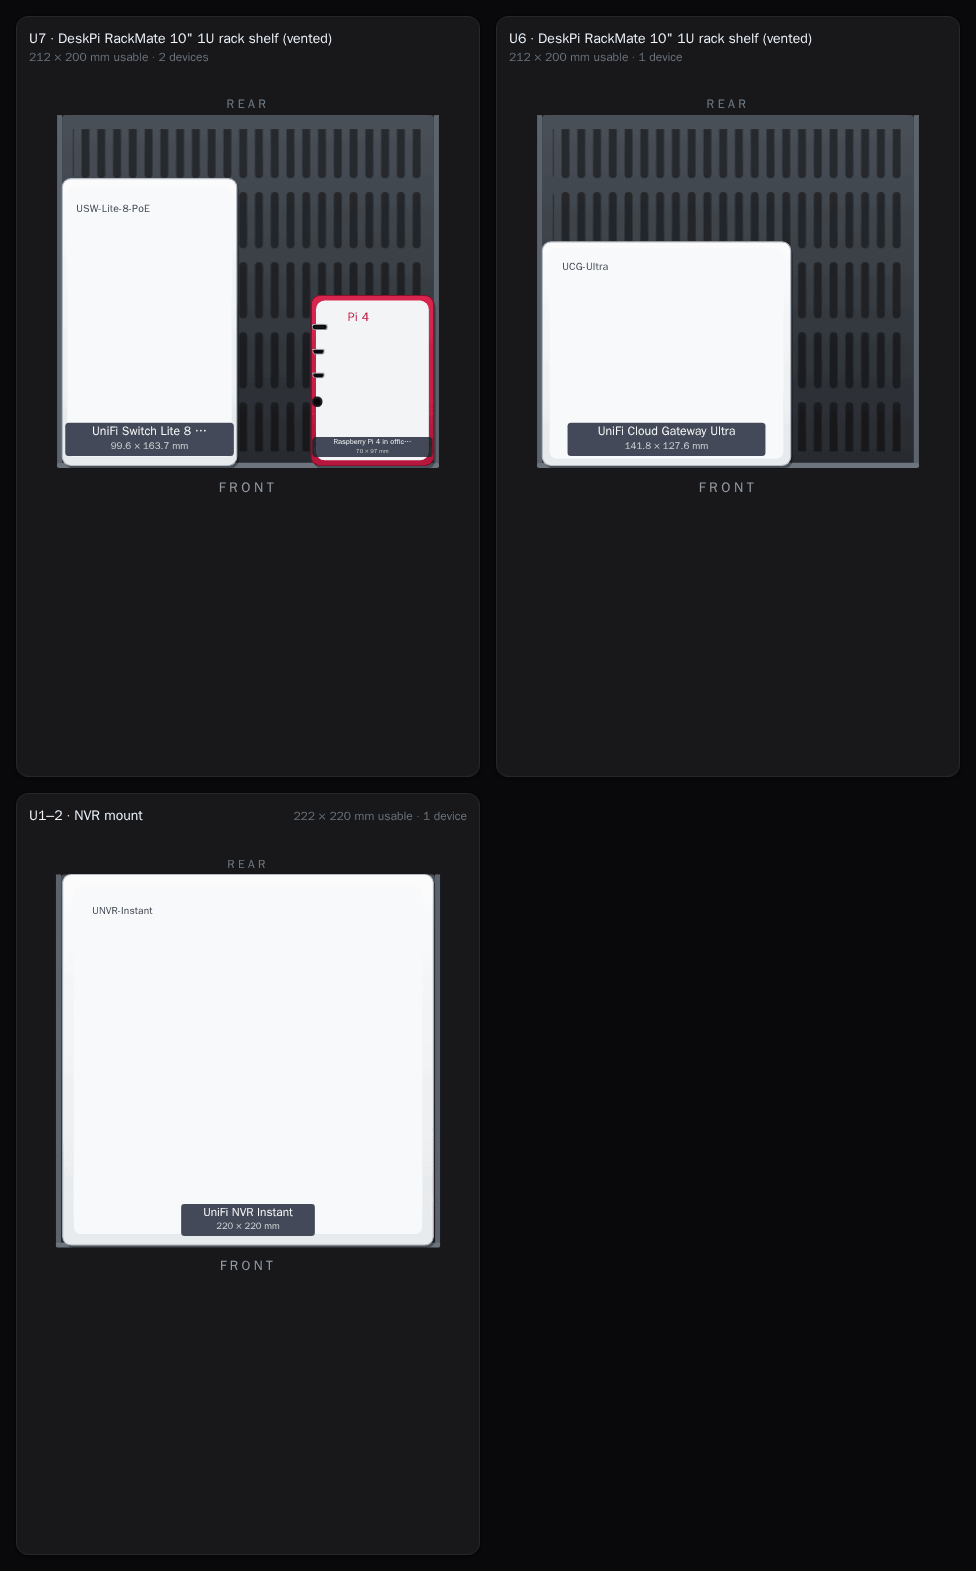 U7 · DeskPi RackMate 10" 1U rack shelf (vented)
212 × 200 mm usable · 2 devices
REAR
USW-Lite-8-PoE
Pi 4
UniFi Switch Lite 8 ···
99.6 × 163.7 mm
Raspberry Pi 4 in offic···
70 × 97 mm
FRONT
U6 · DeskPi RackMate 10" 1U rack shelf (vented)
212 × 200 mm usable · 1 device
REAR
UCG-Ultra
UniFi Cloud Gateway Ultra
141.8 × 127.6 mm
FRONT
U1–2 · NVR mount
222 × 220 mm usable · 1 device
REAR
UNVR-Instant
UniFi NVR Instant
220 × 220 mm
FRONT